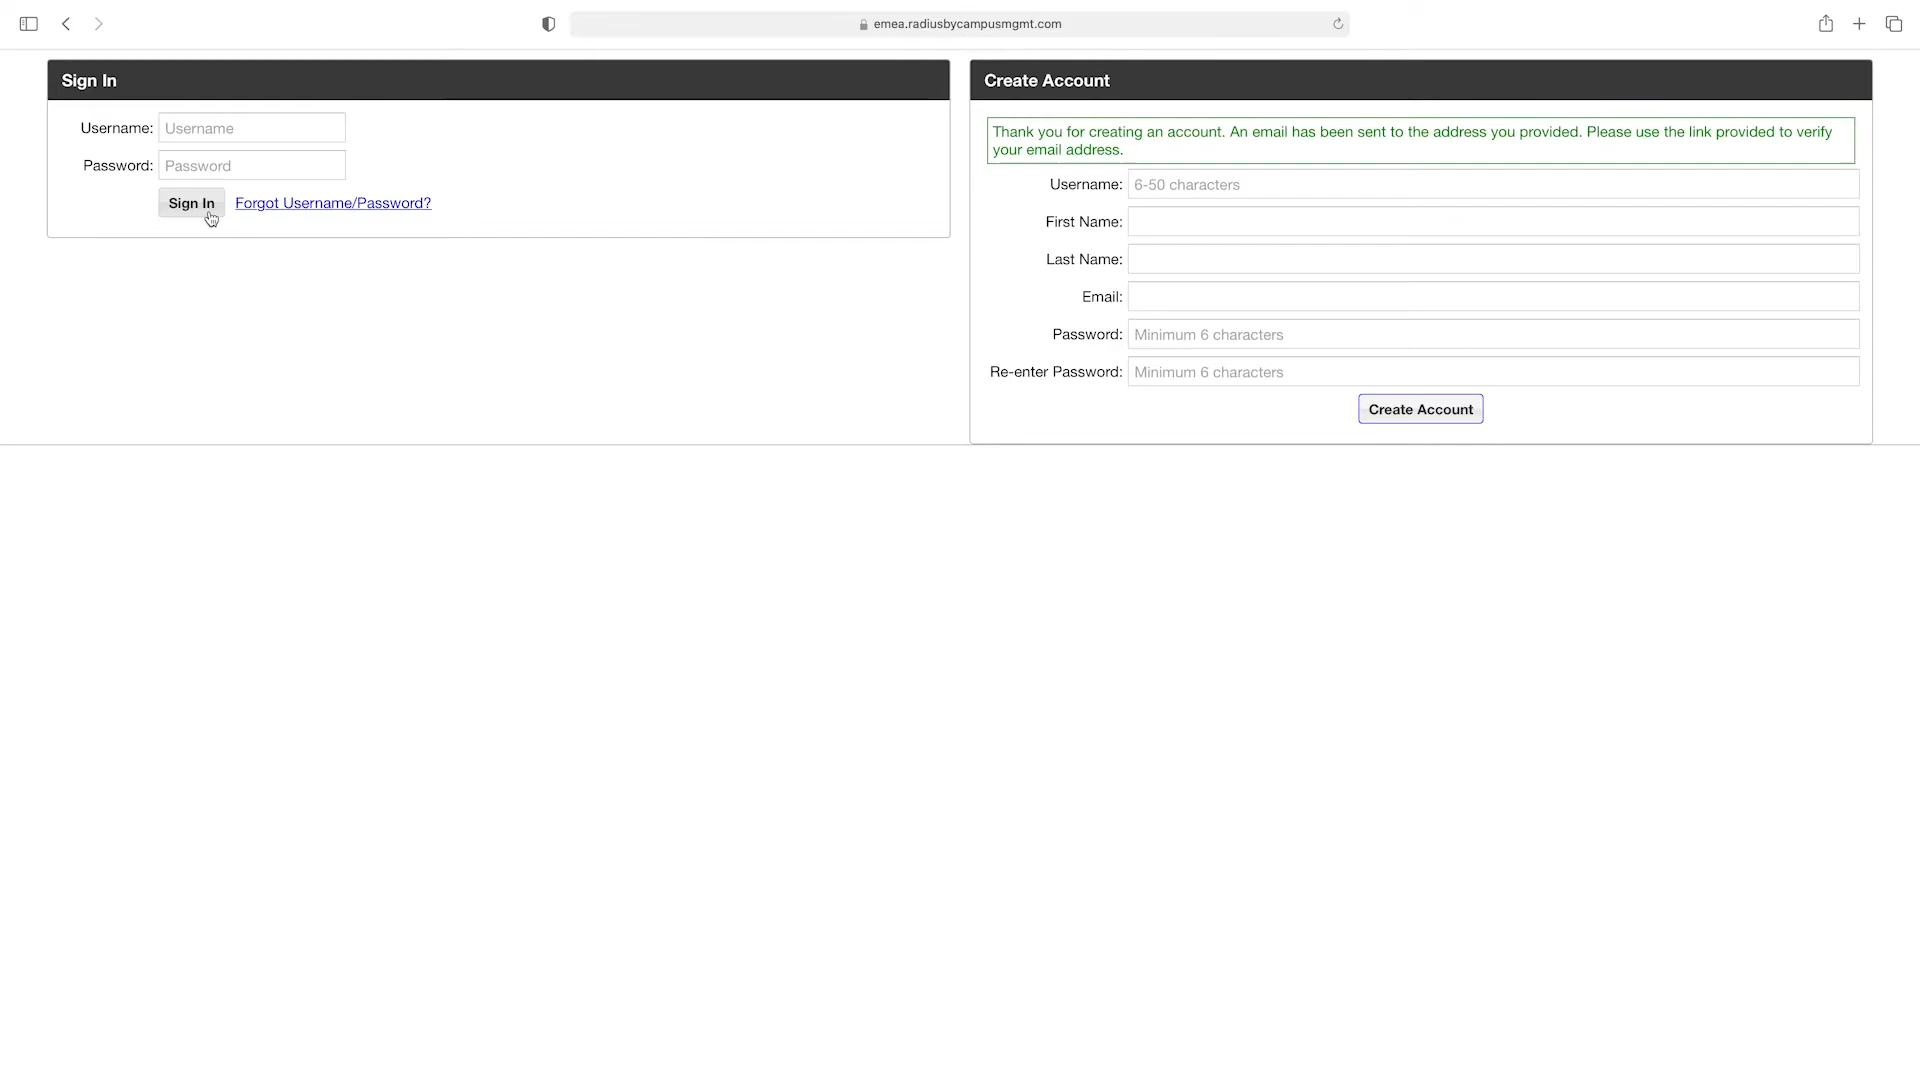 emea.radiusbycampusmgmt.com
Sign In
Username: Username
Password: Password
Sign In Forgot Username/Password?
Create Account
Thank you for creating an account. An email has been sent to the address you provided. Please use the link provided to verify
your email address.
Username: 6-50 characters
First Name:
Last Name:
Email:
Password: Minimum 6 characters
Re-enter Password: Minimum 6 characters
Create Account